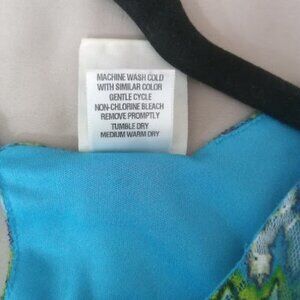 MACHINE WASH COLD
WITH SIMILAR COLOR
GENTLE CYCLE
NON-CHLORINE BLEACH
REMOVE PROMPTLY
TUMBLE DRY
MEDIUM WARM DRY